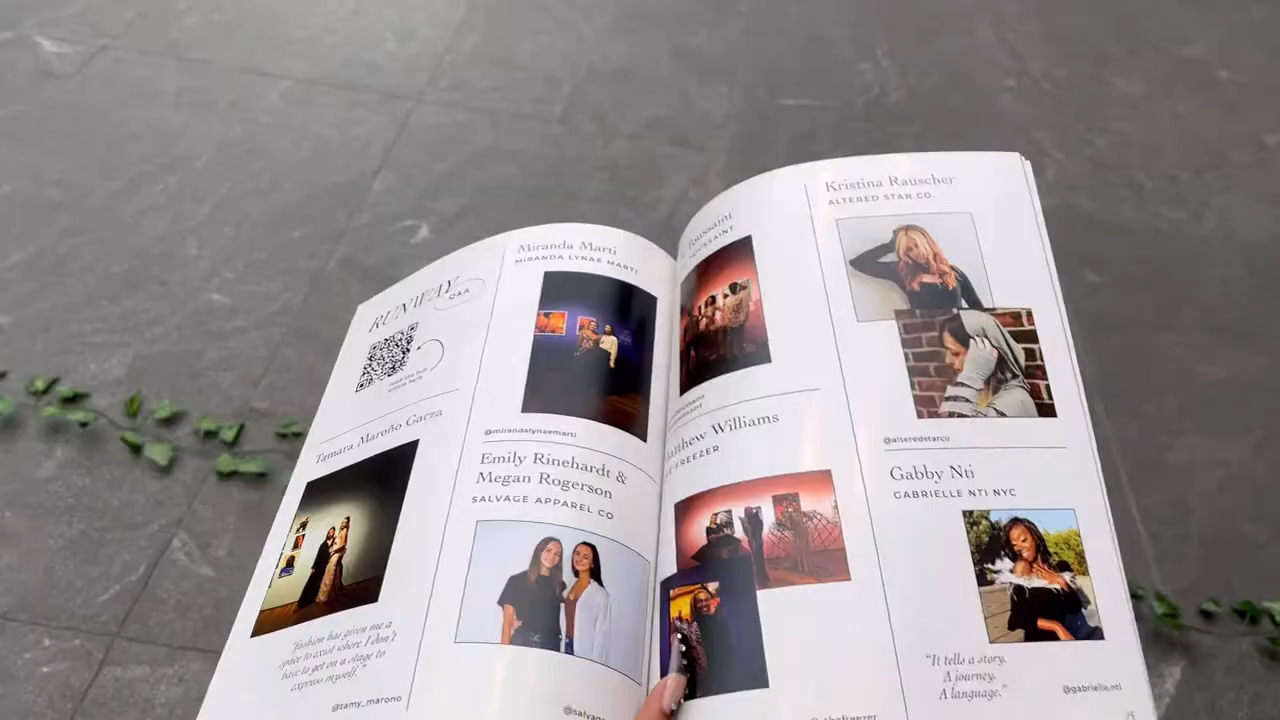 RUNWAY
Q&A
Tamara Maroño Garza
"fashion has given me a
space to exist where I don't
have to get on a stage to
express myself."
@tamy_marono
Miranda Marti
MIRANDA LYNAE MARTI
@mirandalynaemarti
Emily Rinehardt &
Megan Rogerson
SALVAGE APPAREL CO
Toussaint
TOUSSAINT
Matthew Williams
FREEZER
Kristina Rauscher
ALTERED STAR CO.
@alteredstarco
Gabby Nti
GABRIELLE NTI NYC
"It tells a story.
A journey.
A language."
@gabrielle.nti